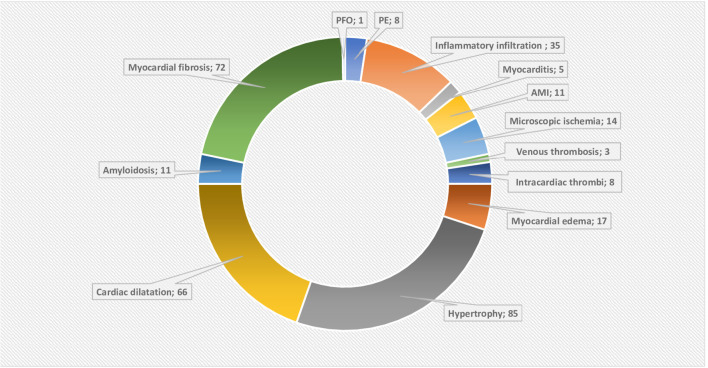 PFO; 1
PE; 8
Inflammatory infiltration ; 35
Myocarditis; 5
AMI; 11
Microscopic ischemia; 14
Venous thrombosis; 3
Intracardiac thrombi; 8
Myocardial edema; 17
Hypertrophy; 85
Cardiac dilatation; 66
Amyloidosis; 11
Myocardial fibrosis; 72